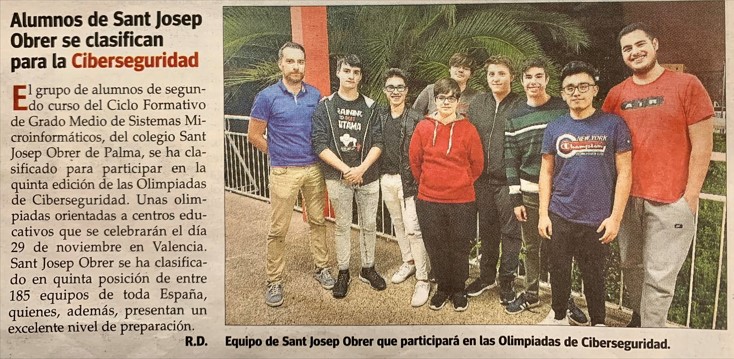 Alumnos de Sant Josep
Obrer se clasifican
para la Ciberseguridad
El grupo de alumnos de segun-
do curso del Ciclo Formativo
de Grado Medio de Sistemas Mi-
croinformáticos, del colegio Sant
Josep Obrer de Palma, se ha cla-
sificado para participar en la
quinta edición de las Olimpiadas
de Ciberseguridad. Unas olim-
piadas orientadas a centros edu-
cativos que se celebrarán el día
29 de noviembre en Valencia.
Sant Josep Obrer se ha clasifica-
do en quinta posición de entre
185 equipos de toda España,
quienes, además, presentan un
excelente nivel de preparación.
R.D.
NEW YORK
Champion
AIR
Equipo de Sant Josep Obrer que participará en las Olimpiadas de Ciberseguridad.